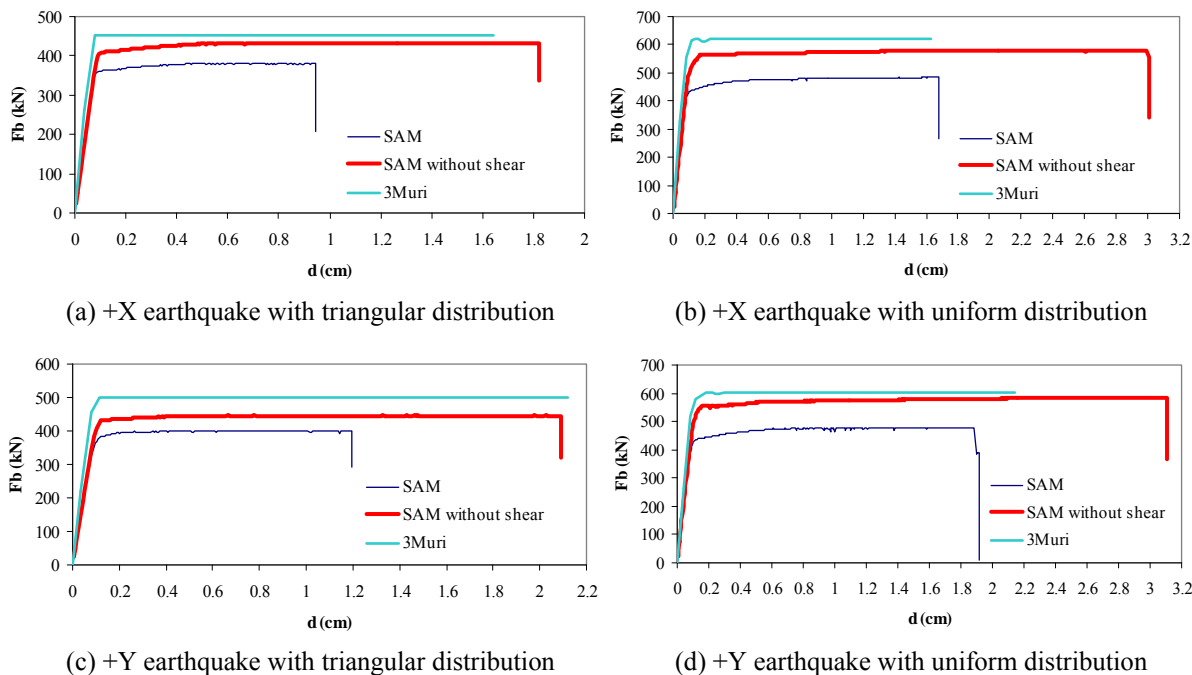 500
400
300
200
100
0
Fb (kN)
SAM
SAM without shear
3Muri
0 0.2 0.4 0.6 0.8 1 1.2 1.4 1.6 1.8 2
d (cm)
(a) +X earthquake with triangular distribution
700
600
500
400
300
200
100
0
Fb (kN)
SAM
SAM without shear
3Muri
0 0.2 0.4 0.6 0.8 1 1.2 1.4 1.6 1.8 2 2.2 2.4 2.6 2.8 3 3.2
d (cm)
(b) +X earthquake with uniform distribution
600
500
400
300
200
100
0
Fb (kN)
SAM
SAM without shear
3Muri
0 0.2 0.4 0.6 0.8 1 1.2 1.4 1.6 1.8 2 2.2
d (cm)
(c) +Y earthquake with triangular distribution
700
600
500
400
300
200
100
0
Fb (kN)
SAM
SAM without shear
3Muri
0 0.2 0.4 0.6 0.8 1 1.2 1.4 1.6 1.8 2 2.2 2.4 2.6 2.8 3 3.2
d (cm)
(d) +Y earthquake with uniform distribution